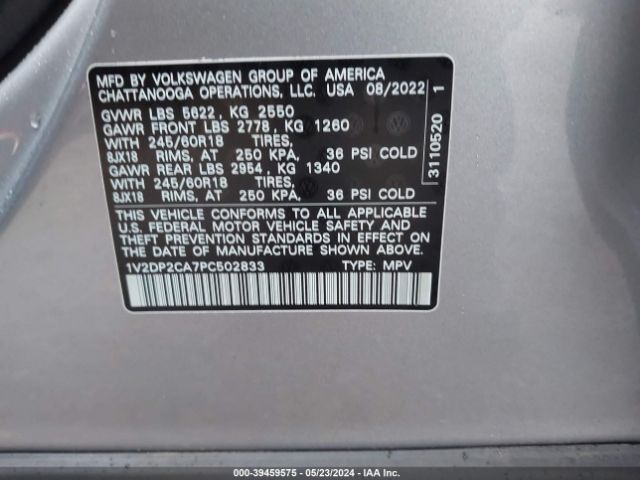 MFD BY VOLKSWAGEN GROUP OF AMERICA
CHATTANOOGA OPERATIONS, LLC. USA 08/2022
GVWR LBS 5622, KG 2550
GAWR FRONT LBS 2778, KG 1260
WITH 245/60R18 TIRES,
8JX18 RIMS, AT 250 KPA, 36 PSI COLD
GAWR REAR LBS 2954, KG 1340
WITH 245/60R18 TIRES,
8JX18 RIMS, AT 250 KPA, 36 PSI COLD
THIS VEHICLE CONFORMS TO ALL APPLICABLE
U.S. FEDERAL MOTOR VEHICLE SAFETY AND
THEFT PREVENTION STANDARDS IN EFFECT ON THE
DATE OF MANUFACTURE SHOWN ABOVE.
1V2DP2CA7PC502833 TYPE: MPV
3110520 1
000-39459575 - 05/23/2024 - IAA Inc.